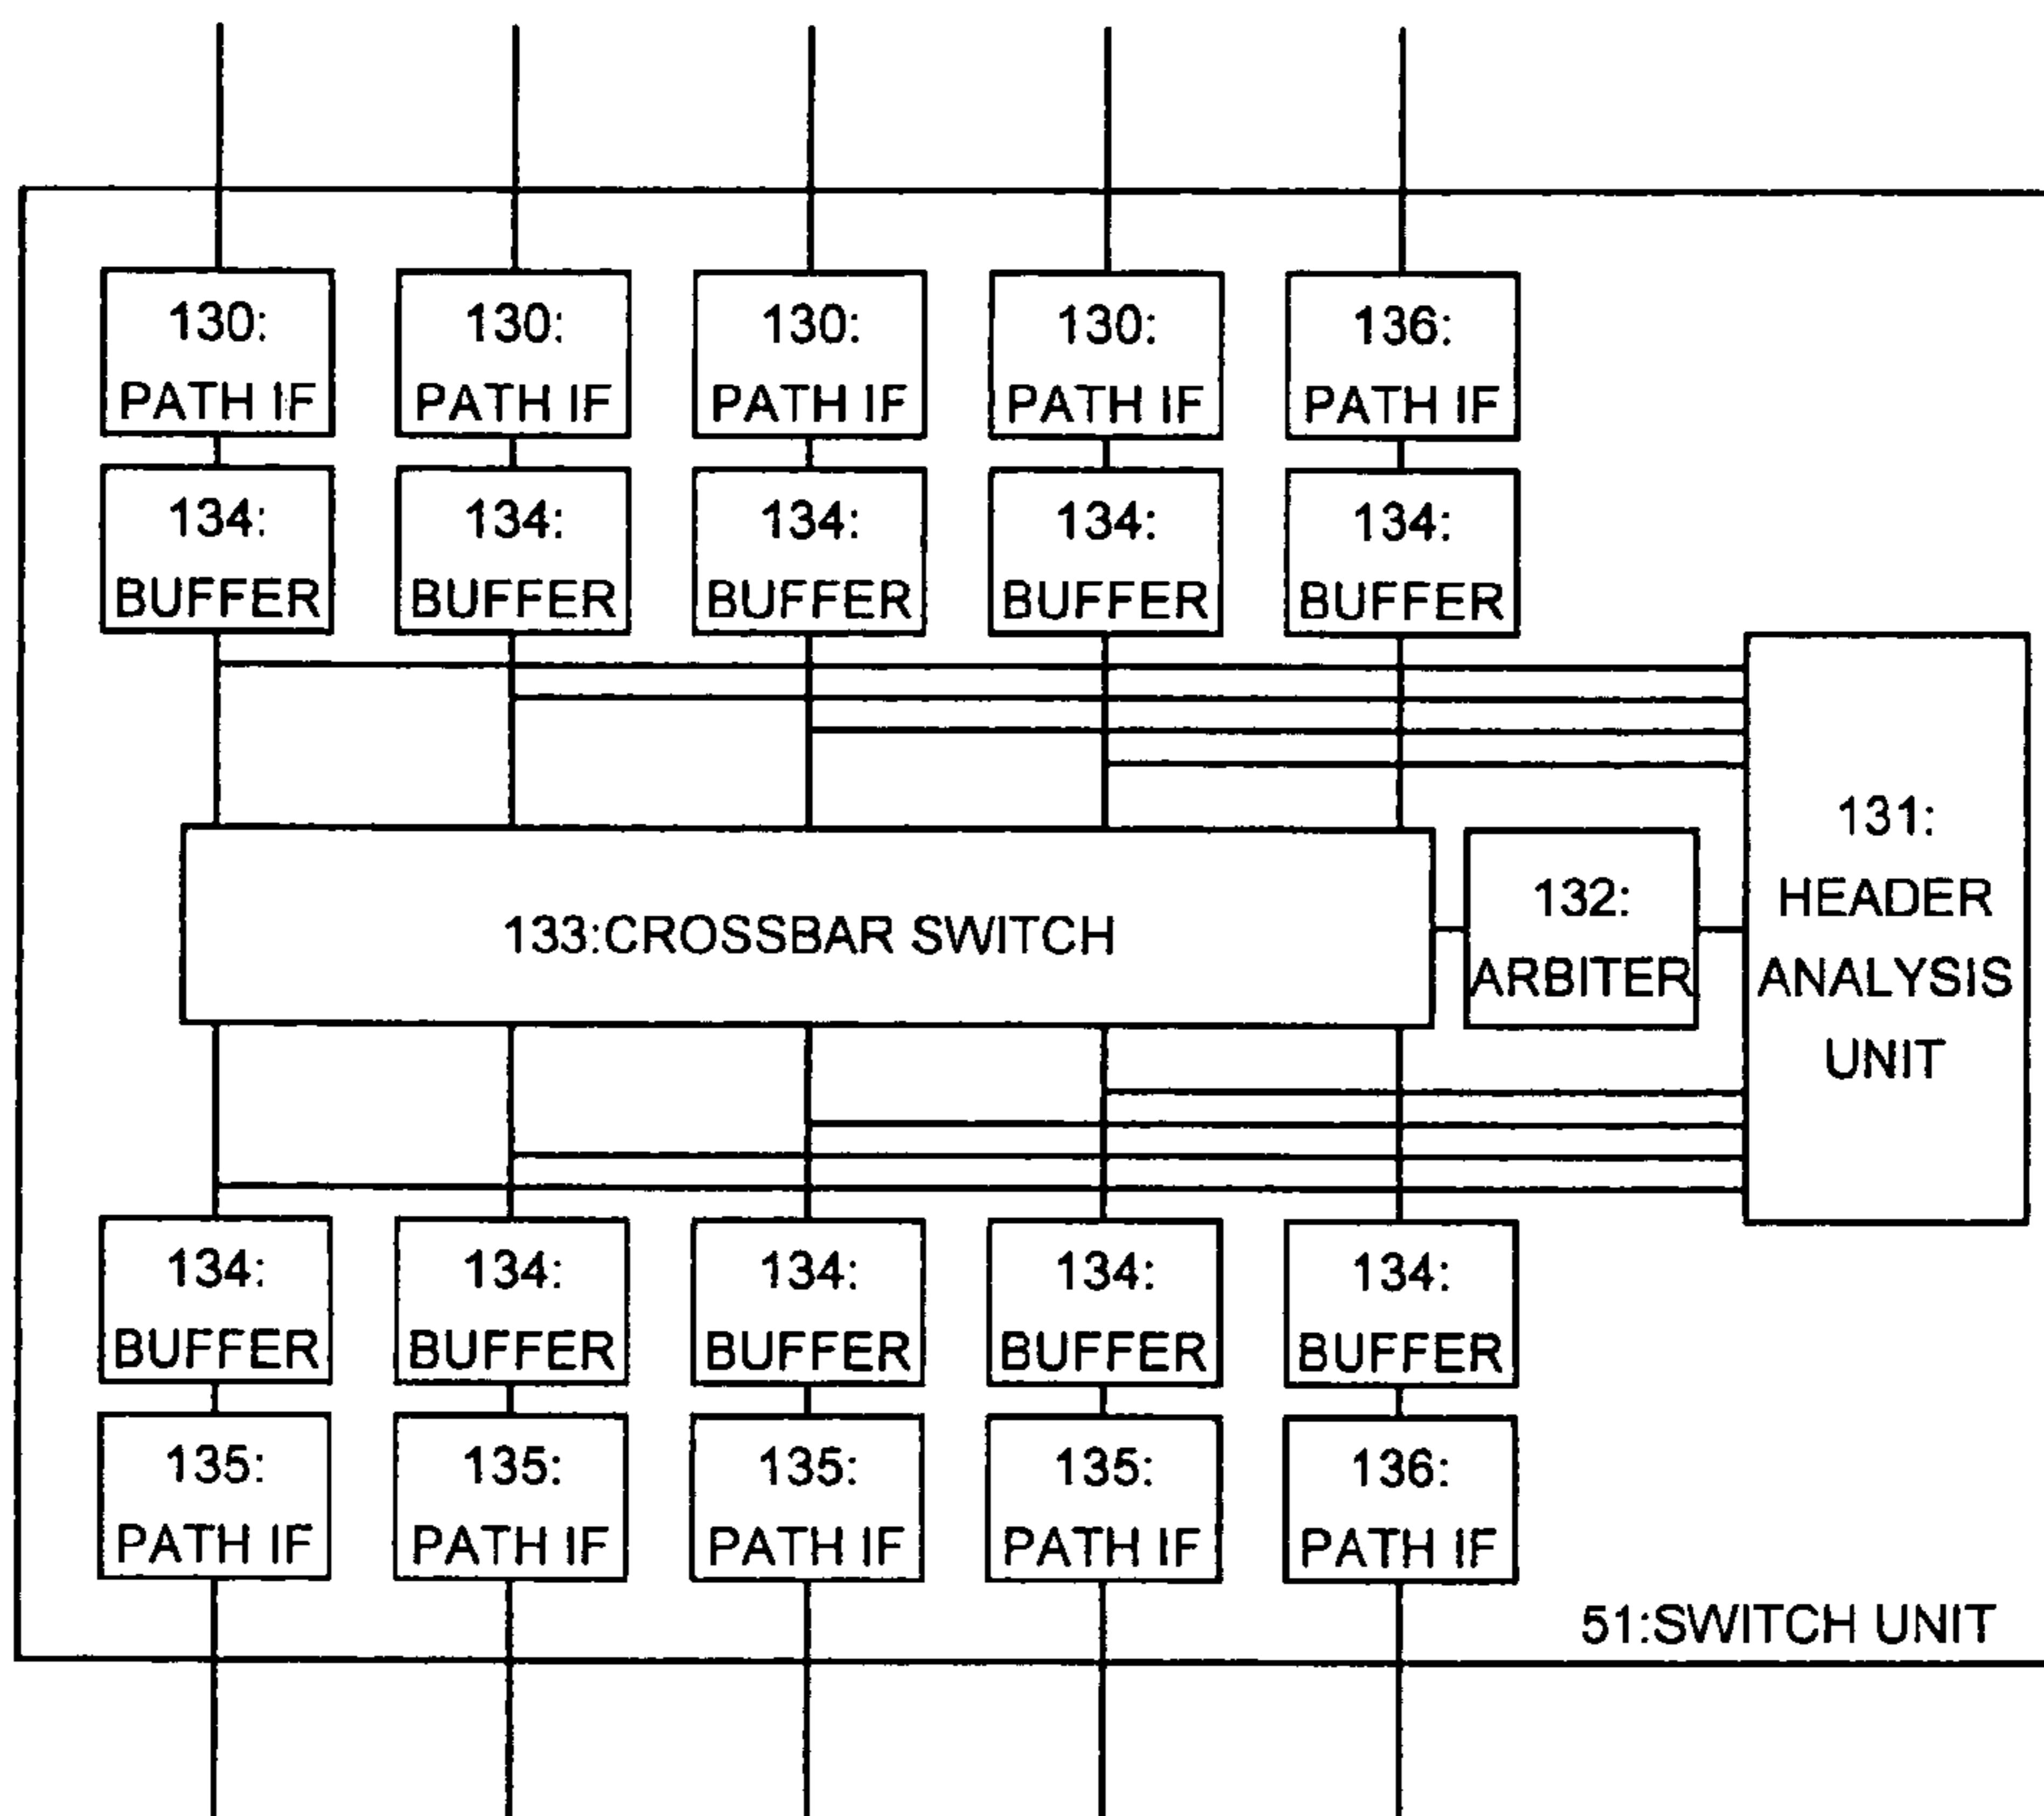 130:
PATH IF
130:
PATH IF
130:
PATH IF
130:
PATH IF
136:
PATH IF
134:
BUFFER
134:
BUFFER
134:
BUFFER
134:
BUFFER
134:
BUFFER
133:CROSSBAR SWITCH
132:
ARBITER
131:
HEADER
ANALYSIS
UNIT
134:
BUFFER
134:
BUFFER
134:
BUFFER
134:
BUFFER
134:
BUFFER
135:
PATH IF
135:
PATH IF
135:
PATH IF
135:
PATH IF
136:
PATH IF
51:SWITCH UNIT